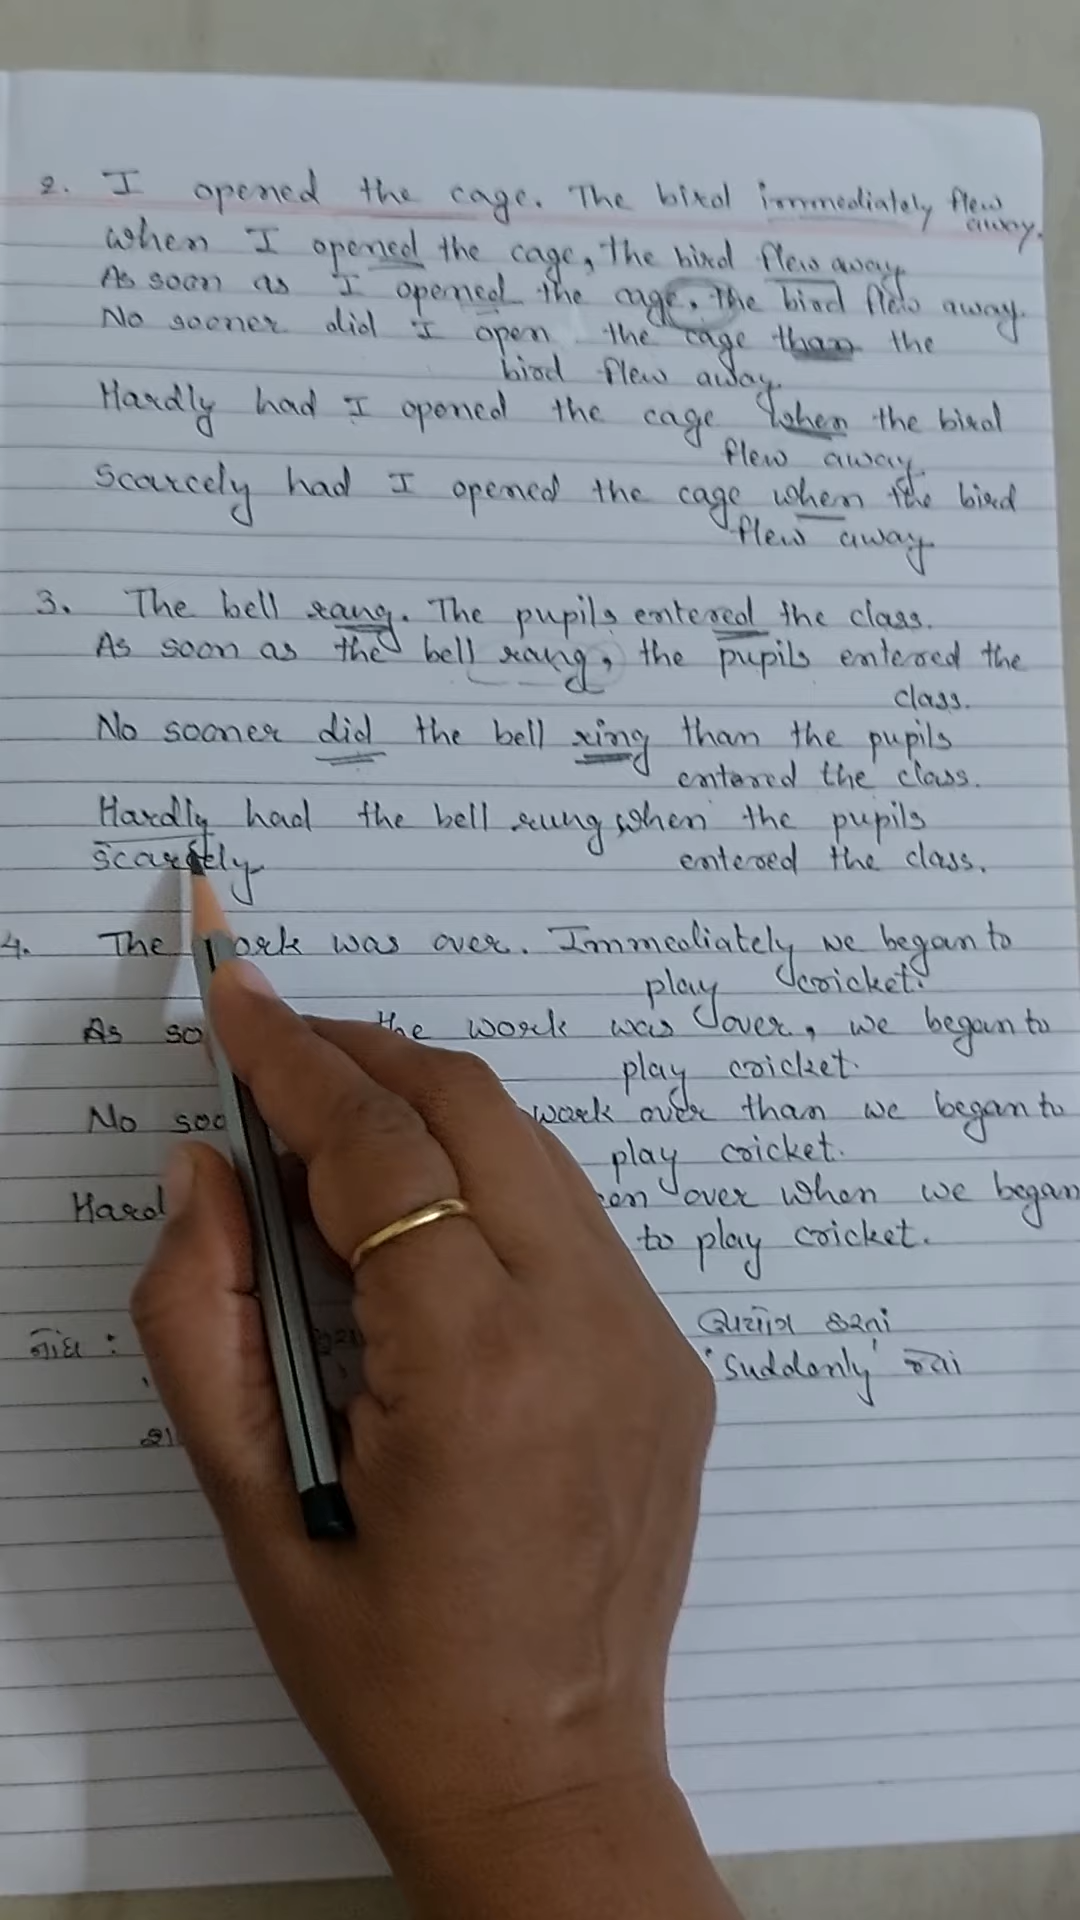 2. I opened the cage. The bird immediately flew
away.
when I opened the cage, the bird flew away
As soon as I opened the cage, the bird flew away.
No sooner did I open the cage than the
bird flew away.
Hardly had I opened the cage when the bird
flew away.
Scarcely had I opened the cage when the bird
flew away
3. The bell rang. The pupils entered the class.
As soon as the bell rang, the pupils entered the
class.
No sooner did the bell ring than the pupils
entered the class.
Hardly had the bell rung when the pupils
Scarcely entered the class.
4. The work was over. Immediately we began to
play cricket.
As the work was over, we began to
play cricket.
No work over than we began to
play cricket.
over when we began
to play cricket.
નોંધ :
'Suddenly'